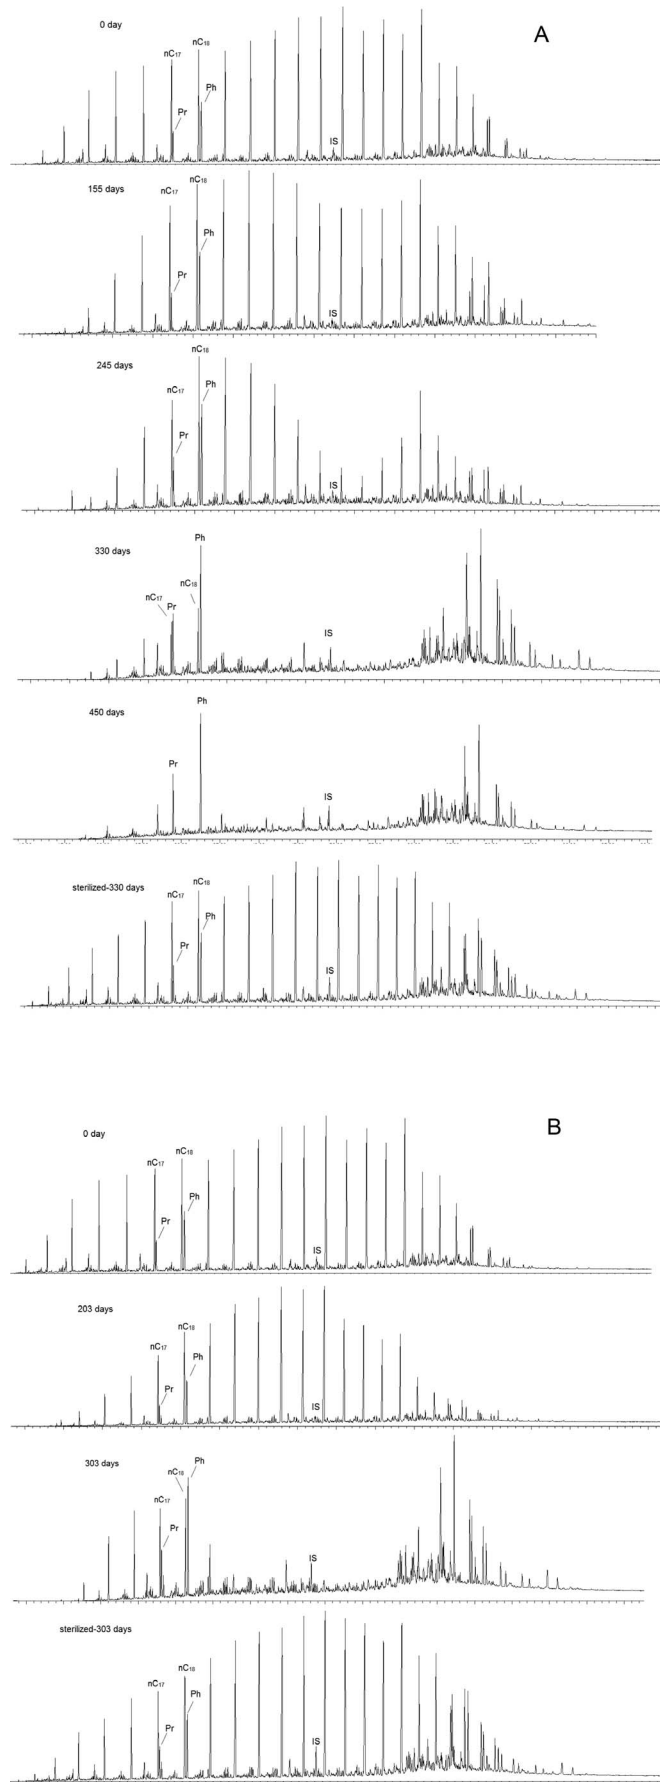 0 day
A
nC18
nC17
Ph
Pr
IS
155 days
nC18
nC17
Ph
Pr
IS
245 days
nC18
nC17
Ph
Pr
IS
330 days
Ph
nC18
nC17
Pr
IS
450 days
Ph
Pr
IS
sterilized-330 days
nC18
nC17
Ph
Pr
IS
0 day
B
nC18
nC17
Ph
Pr
IS
203 days
nC18
nC17
Ph
Pr
IS
303 days
Ph
nC18
nC17
Pr
IS
sterilized-303 days
nC18
nC17
Ph
Pr
IS